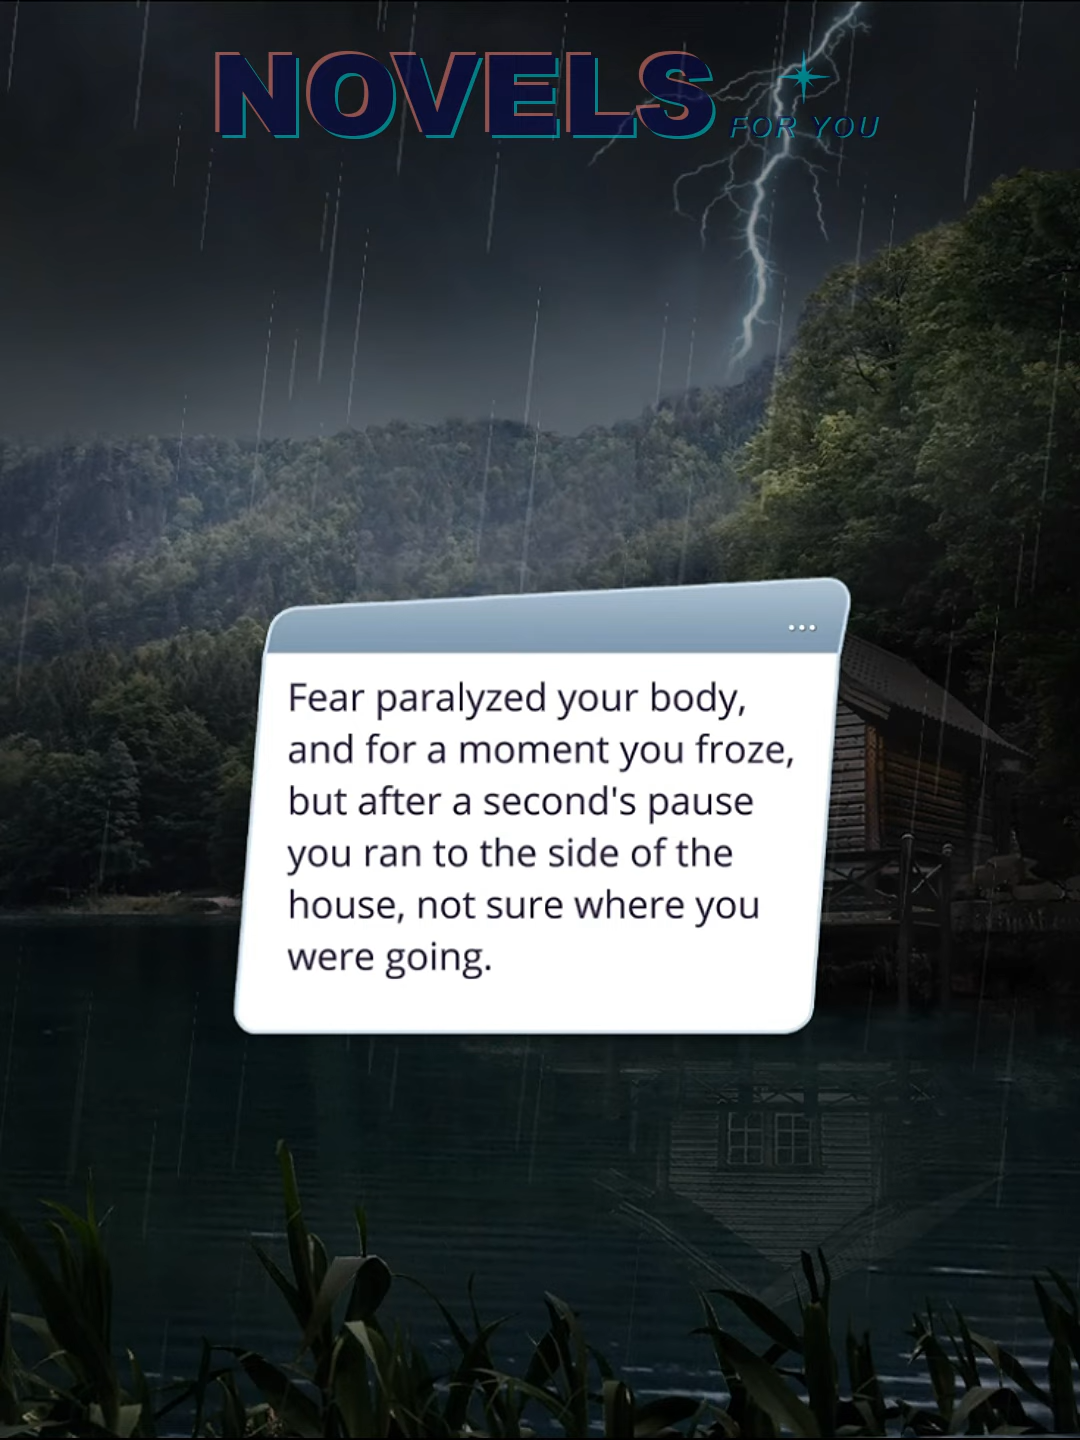 NOVELS
FOR YOU
Fear paralyzed your body,
and for a moment you froze,
but after a second's pause
you ran to the side of the
house, not sure where you
were going.